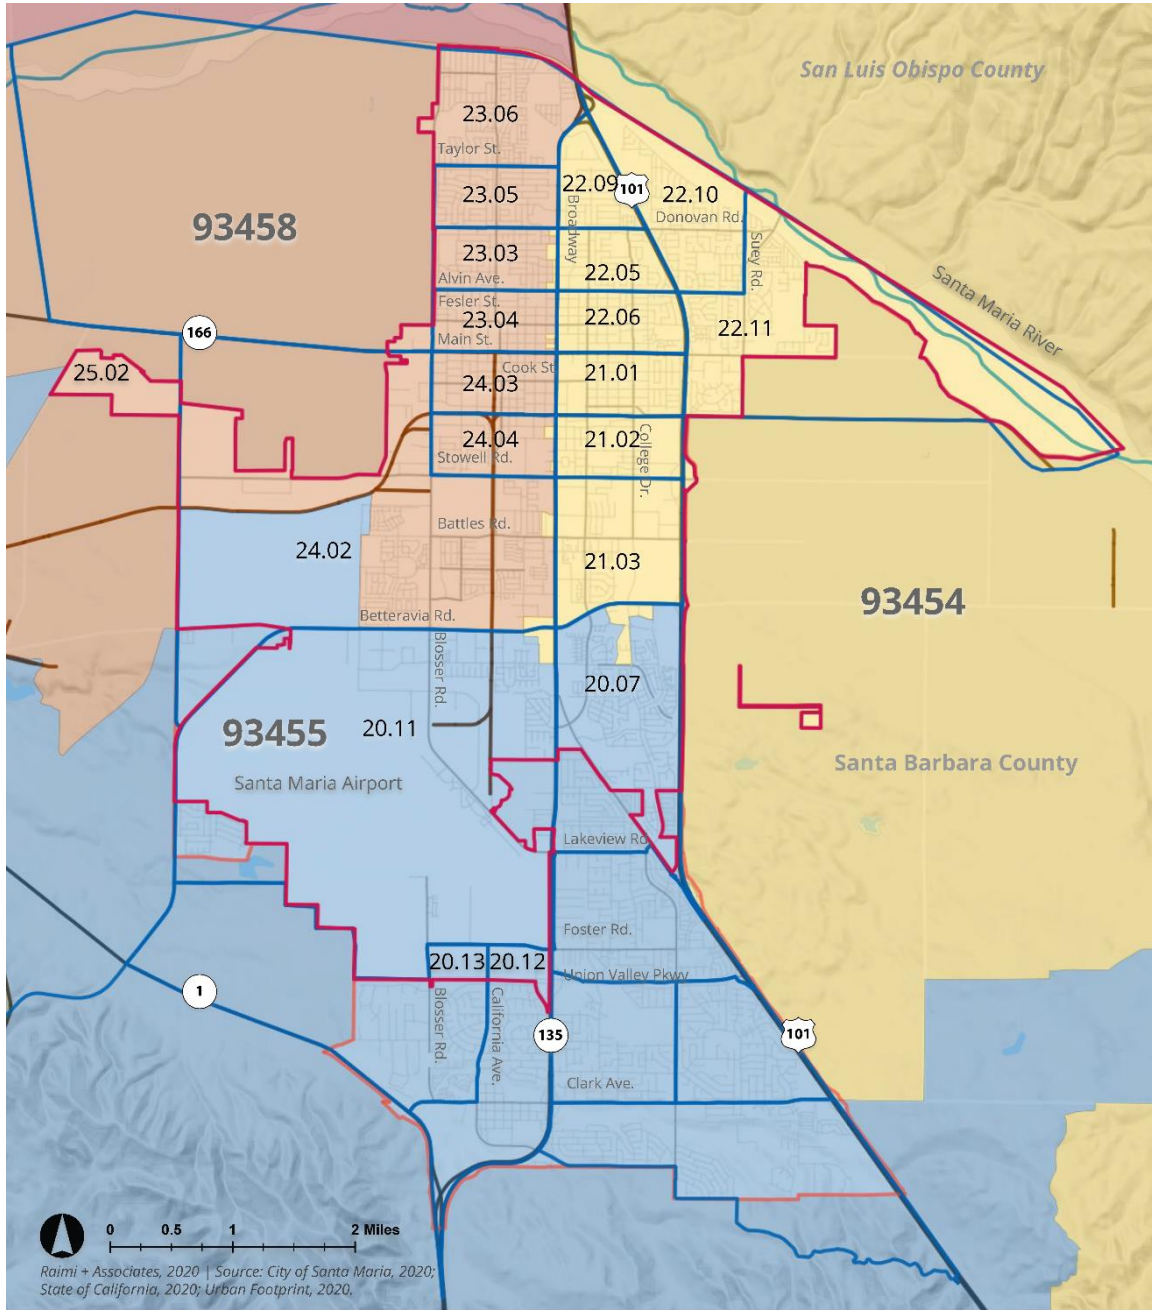 San Luis Obispo County
23.06
Taylor St.
23.05
22.09
101
22.10
Donovan Rd.
93458
Broadway
Suey Rd.
23.03
Alvin Ave.
22.05
Santa Maria River
Fesler St.
23.04
22.06
22.11
Main St.
166
25.02
Cook St
24.03
21.01
24.04
21.02
College Dr.
Stowell Rd.
Battles Rd.
24.02
21.03
93454
Betteravia Rd.
Blosser Rd.
20.07
93455
20.11
Santa Barbara County
Santa Maria Airport
Lakeview Rd
Foster Rd.
20.13
20.12
Union Valley Pkwy
1
Blosser Rd.
California Ave.
135
101
Clark Ave.
0 0.5 1 2 Miles
Raimi + Associates, 2020 | Source: City of Santa Maria, 2020;
State of California, 2020; Urban Footprint, 2020.